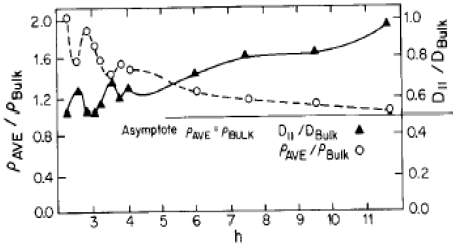 2.0
1.6
1.2
0.8
0.4
0.0
ρAVE / ρBulk
1.0
0.8
0.6
0.4
0.2
0.0
D|| / DBulk
Asymptote ρAVE = ρBULK
D|| / DBulk
ρAVE / ρBulk
3 4 5 6 7 8 9 10 11
h